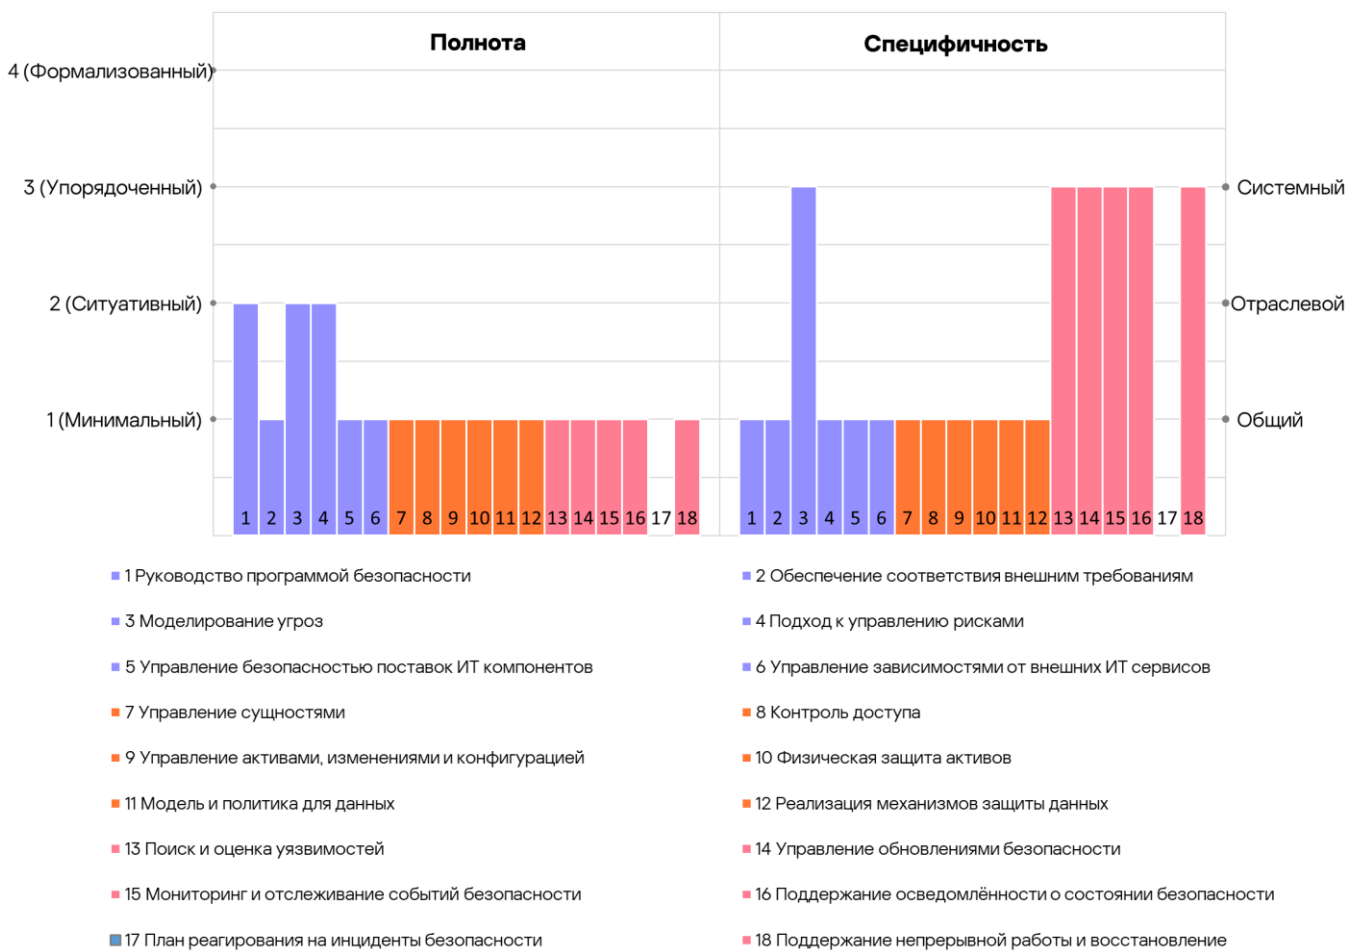 Полнота
Специфичность
4 (Формализованный)
3 (Упорядоченный)
Системный
2 (Ситуативный)
Отраслевой
1 (Минимальный)
Общий
1 2 3 4 5 6 7 8 9 10 11 12 13 14 15 16 17 18
1 2 3 4 5 6 7 8 9 10 11 12 13 14 15 16 17 18
1 Руководство программой безопасности
2 Обеспечение соответствия внешним требованиям
3 Моделирование угроз
4 Подход к управлению рисками
5 Управление безопасностью поставок ИТ компонентов
6 Управление зависимостями от внешних ИТ сервисов
7 Управление сущностями
8 Контроль доступа
9 Управление активами, изменениями и конфигурацией
10 Физическая защита активов
11 Модель и политика для данных
12 Реализация механизмов защиты данных
13 Поиск и оценка уязвимостей
14 Управление обновлениями безопасности
15 Мониторинг и отслеживание событий безопасности
16 Поддержание осведомлённости о состоянии безопасности
17 План реагирования на инциденты безопасности
18 Поддержание непрерывной работы и восстановление